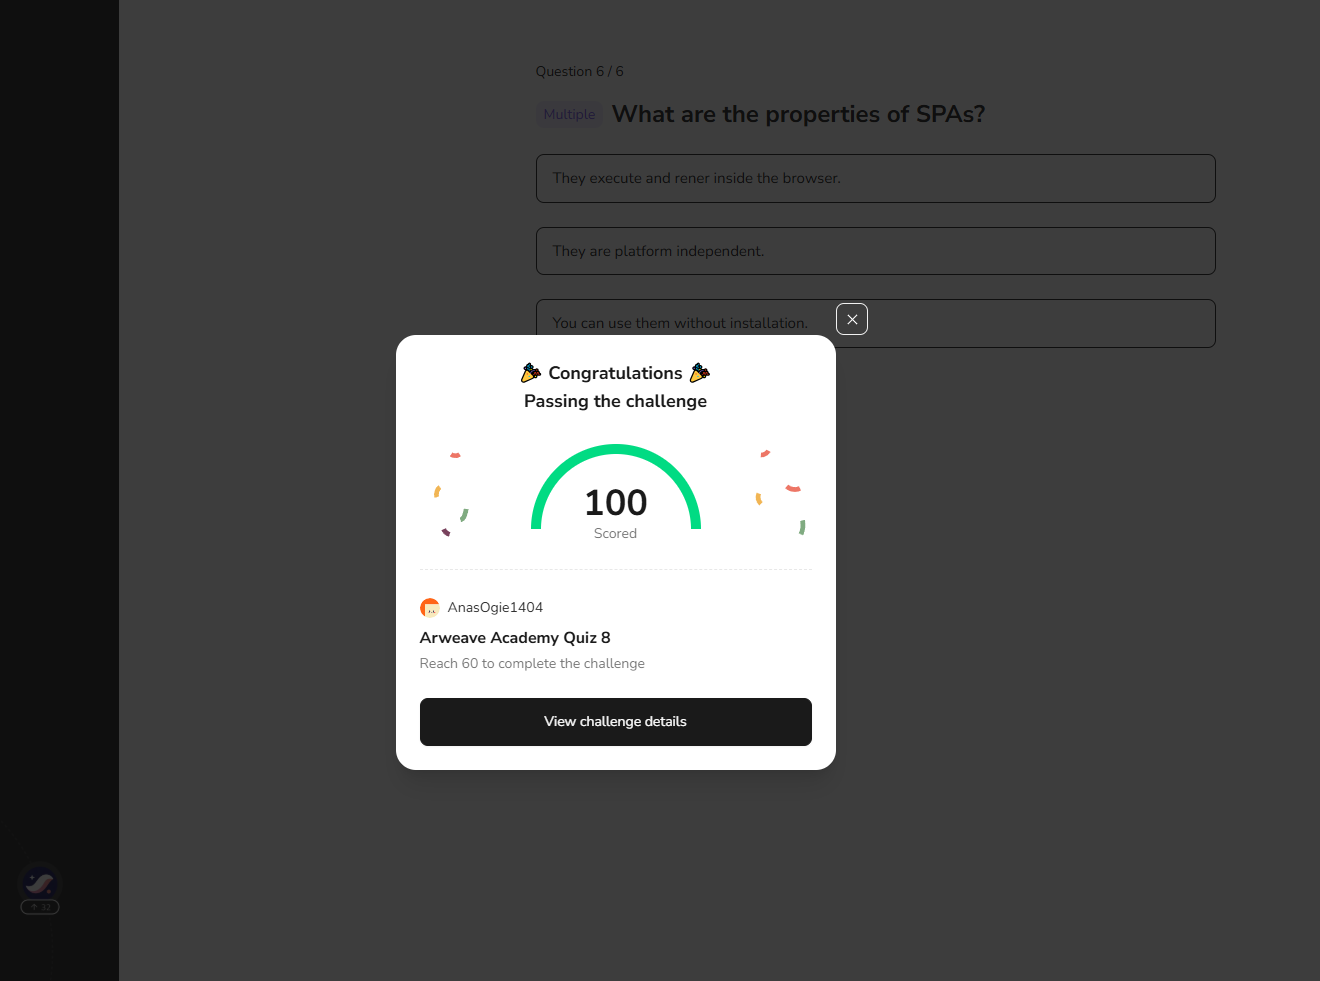 Question 6 / 6
Multiple What are the properties of SPAs?
They execute and rener inside the browser.
They are platform independent.
You can use them without installation.
Congratulations
Passing the challenge
100
Scored
AnasOgie1404
Arweave Academy Quiz 8
Reach 60 to complete the challenge
View challenge details
32